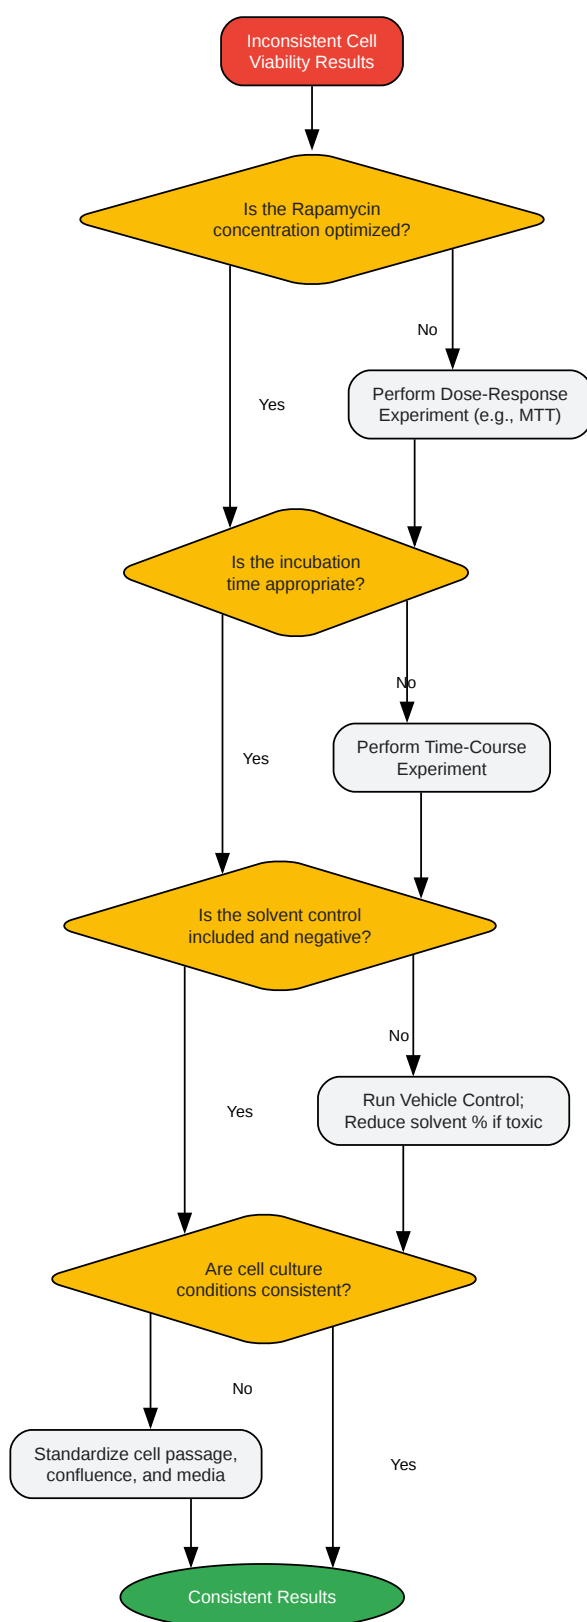 Inconsistent Cell
Viability Results
Is the Rapamycin
concentration optimized?
No
Perform Dose-Response
Experiment (e.g., MTT)
Yes
Is the incubation
time appropriate?
No
Perform Time-Course
Experiment
Yes
Is the solvent control
included and negative?
No
Run Vehicle Control;
Reduce solvent % if toxic
Yes
Are cell culture
conditions consistent?
No
Standardize cell passage,
confluence, and media
Yes
Consistent Results